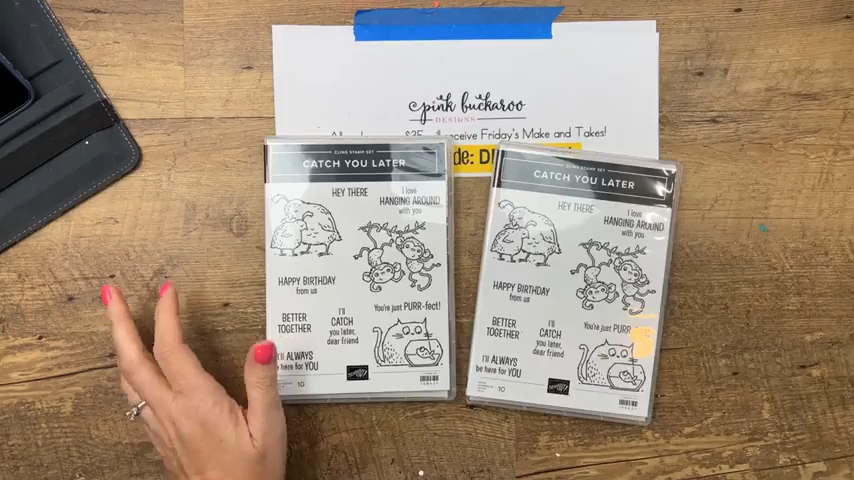 pink buckaroo
DESIGNS
$35
receive Friday's Make and Takes!
de:
CLING STAMP SET
CATCH YOU LATER
HEY THERE
I love
HANGING AROUND
with you
HAPPY BIRTHDAY
from us
You're just PURR-fect!
BETTER
TOGETHER
I'll
CATCH
you later,
dear friend
I'll ALWAYS
be here for YOU
10
CLING STAMP SET
CATCH YOU LATER
HEY THERE
I love
HANGING AROUND
with you
HAPPY BIRTHDAY
from us
BETTER
TOGETHER
I'll
CATCH
you later,
dear friend
You're just PURR
I'll ALWAYS
be here for YOU
10